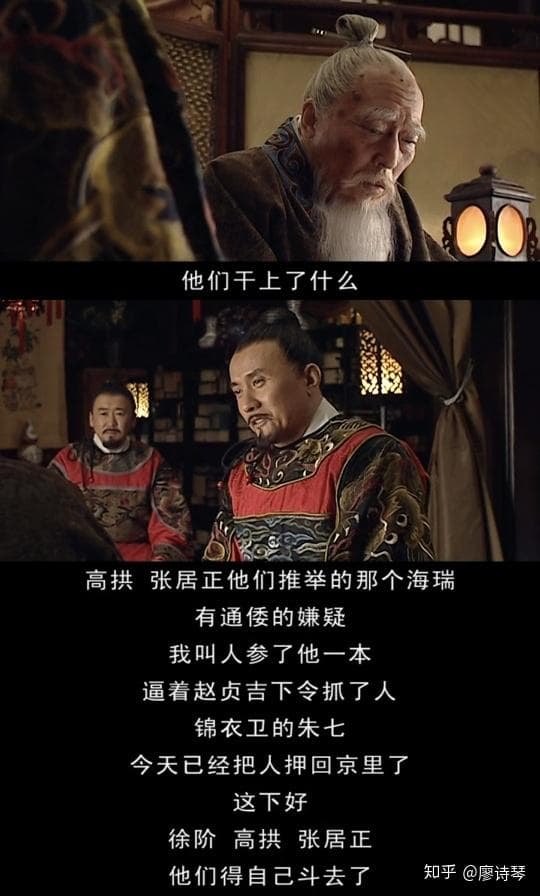 他们干上了什么
高拱 张居正他们推举的那个海瑞
有通倭的嫌疑
我叫人参了他一本
逼着赵贞吉下令抓了人
锦衣卫的朱七
今天已经把人押回京里了
这下好
徐阶 高拱 张居正
他们得自己斗去了
知乎 @廖诗琴